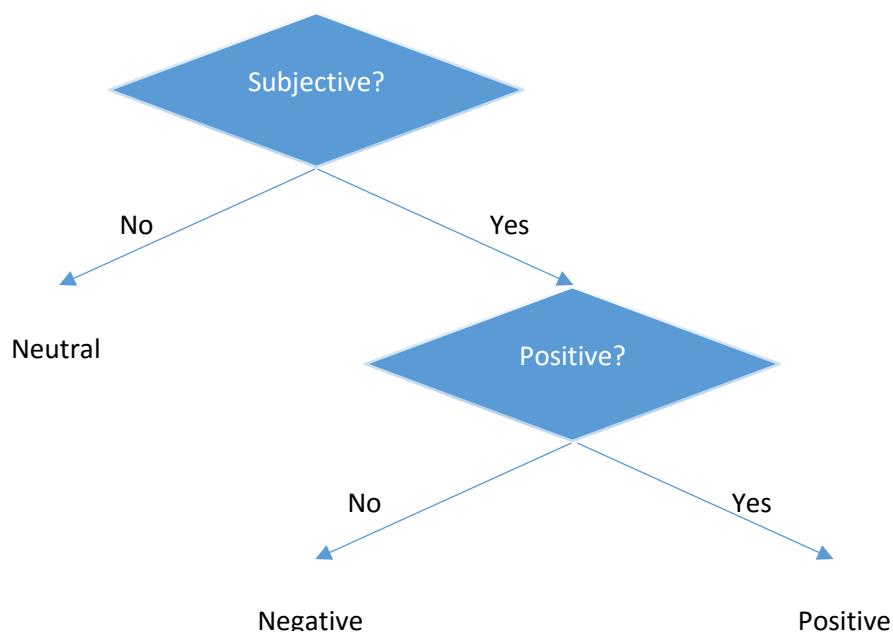 Subjective?
No
Yes
Neutral
Positive?
No
Yes
Negative
Positive